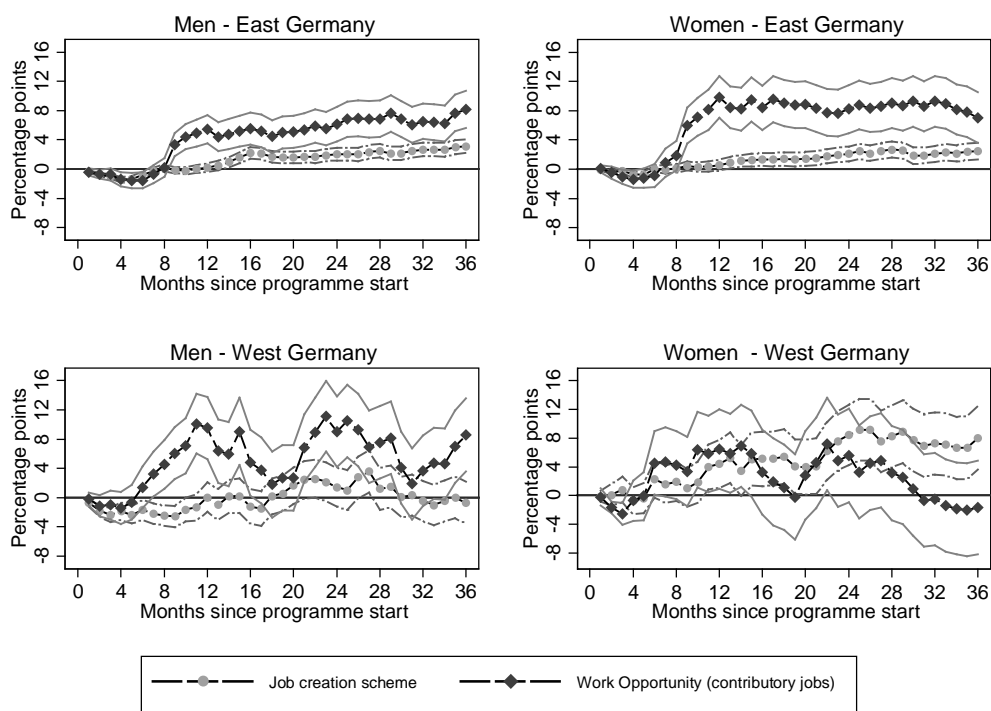 Men - East Germany
Percentage points
-8 -4 0 4 8 12 16
0 4 8 12 16 20 24 28 32 36
Months since programme start
Women - East Germany
Percentage points
-8 -4 0 4 8 12 16
0 4 8 12 16 20 24 28 32 36
Months since programme start
Men - West Germany
Percentage points
-8 -4 0 4 8 12 16
0 4 8 12 16 20 24 28 32 36
Months since programme start
Women - West Germany
Percentage points
-8 -4 0 4 8 12 16
0 4 8 12 16 20 24 28 32 36
Months since programme start
Job creation scheme
Work Opportunity (contributory jobs)